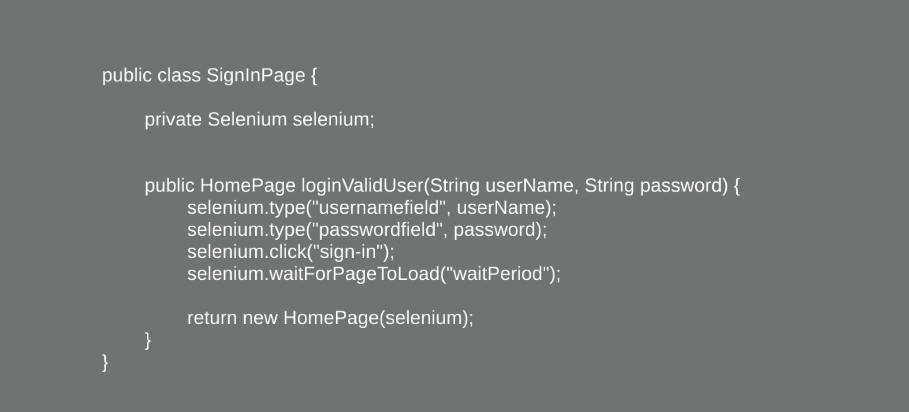 public class SignInPage {
private Selenium selenium;
public HomePage loginValidUser(String userName, String password) {
selenium.type("usernamefield", userName);
selenium.type("passwordfield", password);
selenium.click("sign-in");
selenium.waitForPageToLoad("waitPeriod");
return new HomePage(selenium);
}
}